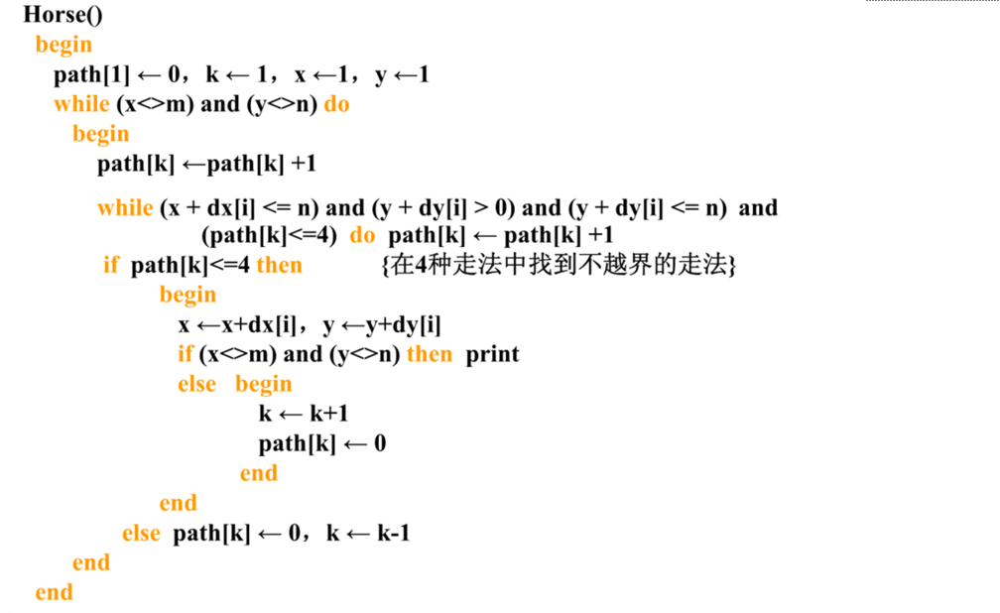 Horse()
begin
path[1] ← 0，k ← 1，x ←1，y ←1
while (x<>m) and (y<>n) do
begin
path[k] ←path[k] +1
while (x + dx[i] <= n) and (y + dy[i] > 0) and (y + dy[i] <= n) and
(path[k]<=4) do path[k] ← path[k] +1
if path[k]<=4 then {在4种走法中找到不越界的走法}
begin
x ←x+dx[i]，y ←y+dy[i]
if (x<>m) and (y<>n) then print
else begin
k ← k+1
path[k] ← 0
end
end
else path[k] ← 0，k ← k-1
end
end